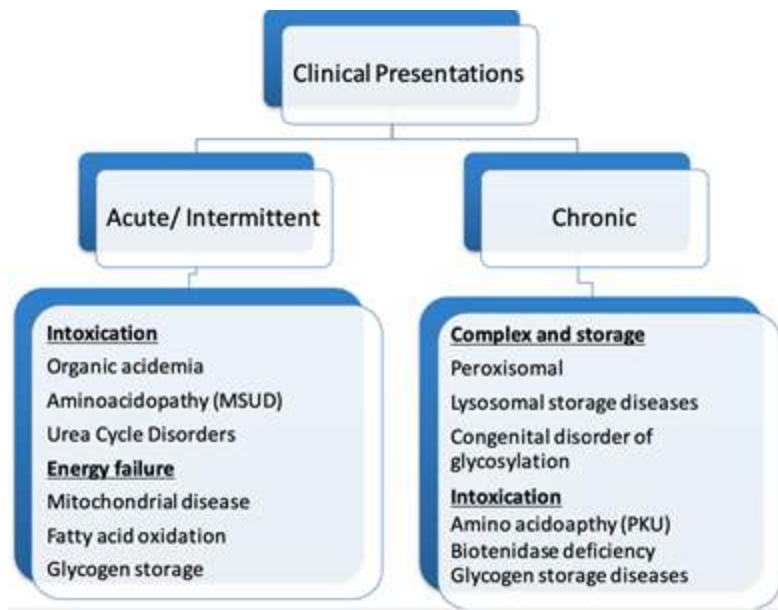 Clinical Presentations
Acute/ Intermittent
Chronic
Intoxication
Organic acidemia
Aminoacidopathy (MSUD)
Urea Cycle Disorders
Energy failure
Mitochondrial disease
Fatty acid oxidation
Glycogen storage
Complex and storage
Peroxisomal
Lysosomal storage diseases
Congenital disorder of
glycosylation
Intoxication
Amino acidoapthy (PKU)
Biotenidase deficiency
Glycogen storage diseases